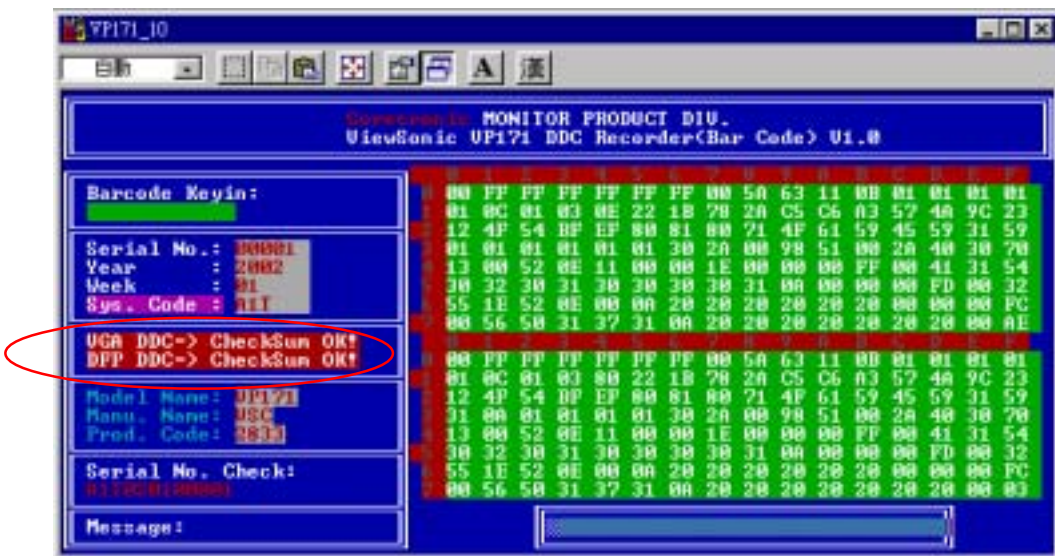 VP171_10
自動
A 漢
Coretronic MONITOR PRODUCT DIV.
ViewSonic VP171 DDC Recorder(Bar Code) V1.0
Barcode Keyin:
Serial No.: 00001
Year : 2002
Week : 01
Sys. Code : A1T
VGA DDC-> CheckSum OK!
DFP DDC-> CheckSum OK!
Model Name: VP171
Manu. Name: VSC
Prod. Code: 2833
Serial No. Check:
Message:
00 FF FF FF FF FF FF 00 5A 63 11 0B 01 01 01 01
01 0C 01 03 0E 22 1B 78 2A C5 C6 A3 57 4A 9C 23
12 4F 54 BF EF 80 81 80 71 4F 61 59 45 59 31 59
01 01 01 01 01 01 30 2A 00 98 51 00 2A 40 30 70
13 00 52 0E 11 00 00 1E 00 00 00 FF 00 41 31 54
30 32 30 31 30 30 30 30 31 0A 00 00 00 FD 00 32
55 1E 52 0E 00 0A 20 20 20 20 20 20 00 00 00 FC
00 56 50 31 37 31 0A 20 20 20 20 20 20 20 00 AE
00 FF FF FF FF FF FF 00 5A 63 11 0B 01 01 01 01
01 0C 01 03 80 22 1B 78 2A C5 C6 A3 57 4A 9C 23
12 4F 54 BF EF 80 81 80 71 4F 61 59 45 59 31 59
31 0A 01 01 01 01 30 2A 00 98 51 00 2A 40 30 70
13 00 52 0E 11 00 00 1E 00 00 00 FF 00 41 31 54
30 32 30 31 30 30 30 30 31 0A 00 00 00 FD 00 32
55 1E 52 0E 00 0A 20 20 20 20 20 20 00 00 00 FC
00 56 50 31 37 31 0A 20 20 20 20 20 20 20 00 03